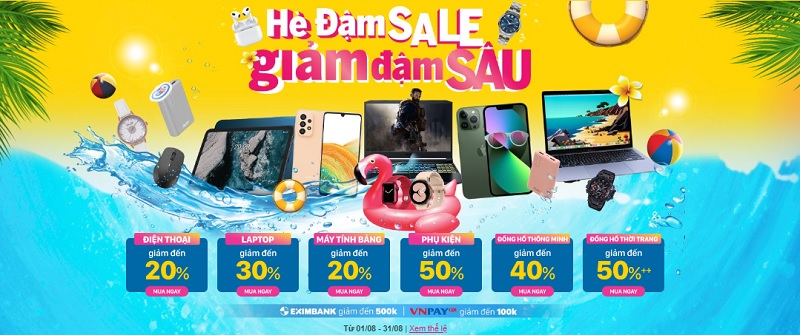 Hè Đậm SALE
giảm đậm SÂU
ĐIỆN THOẠI
giảm đến
20%
MUA NGAY
LAPTOP
giảm đến
30%
MUA NGAY
MÁY TÍNH BẢNG
giảm đến
20%
MUA NGAY
PHỤ KIỆN
giảm đến
50%
MUA NGAY
ĐỒNG HỒ THÔNG MINH
giảm đến
40%
MUA NGAY
ĐỒNG HỒ THỜI TRANG
giảm đến
50%++
MUA NGAY
EXIMBANK giảm đến 500k | VNPAY giảm đến 100k
Từ 01/08 - 31/08 | Xem thể lệ